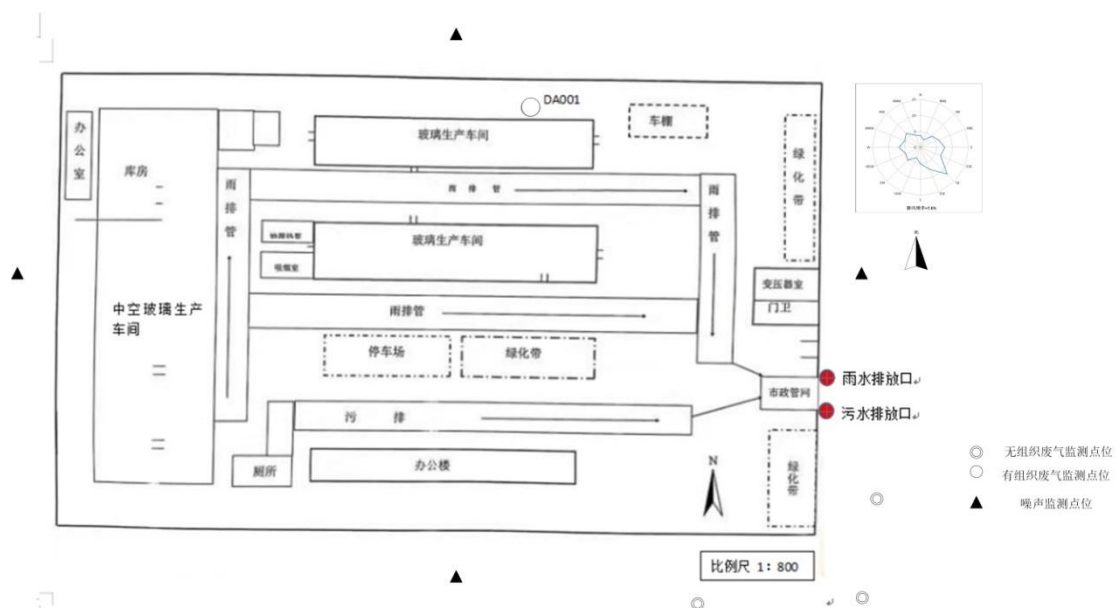 DA001
玻璃生产车间
车棚
办公室
库房
绿化带
雨排管
雨 排 管
雨排管
玻璃生产车间
吸烟室
变压器室
门卫
中空玻璃生产
车间
雨排管
停车场
绿化带
市政管网
雨水排放口
污水排放口
污 排
厕所
办公楼
N
绿化带
无组织废气监测点位
有组织废气监测点位
噪声监测点位
比例尺 1：800